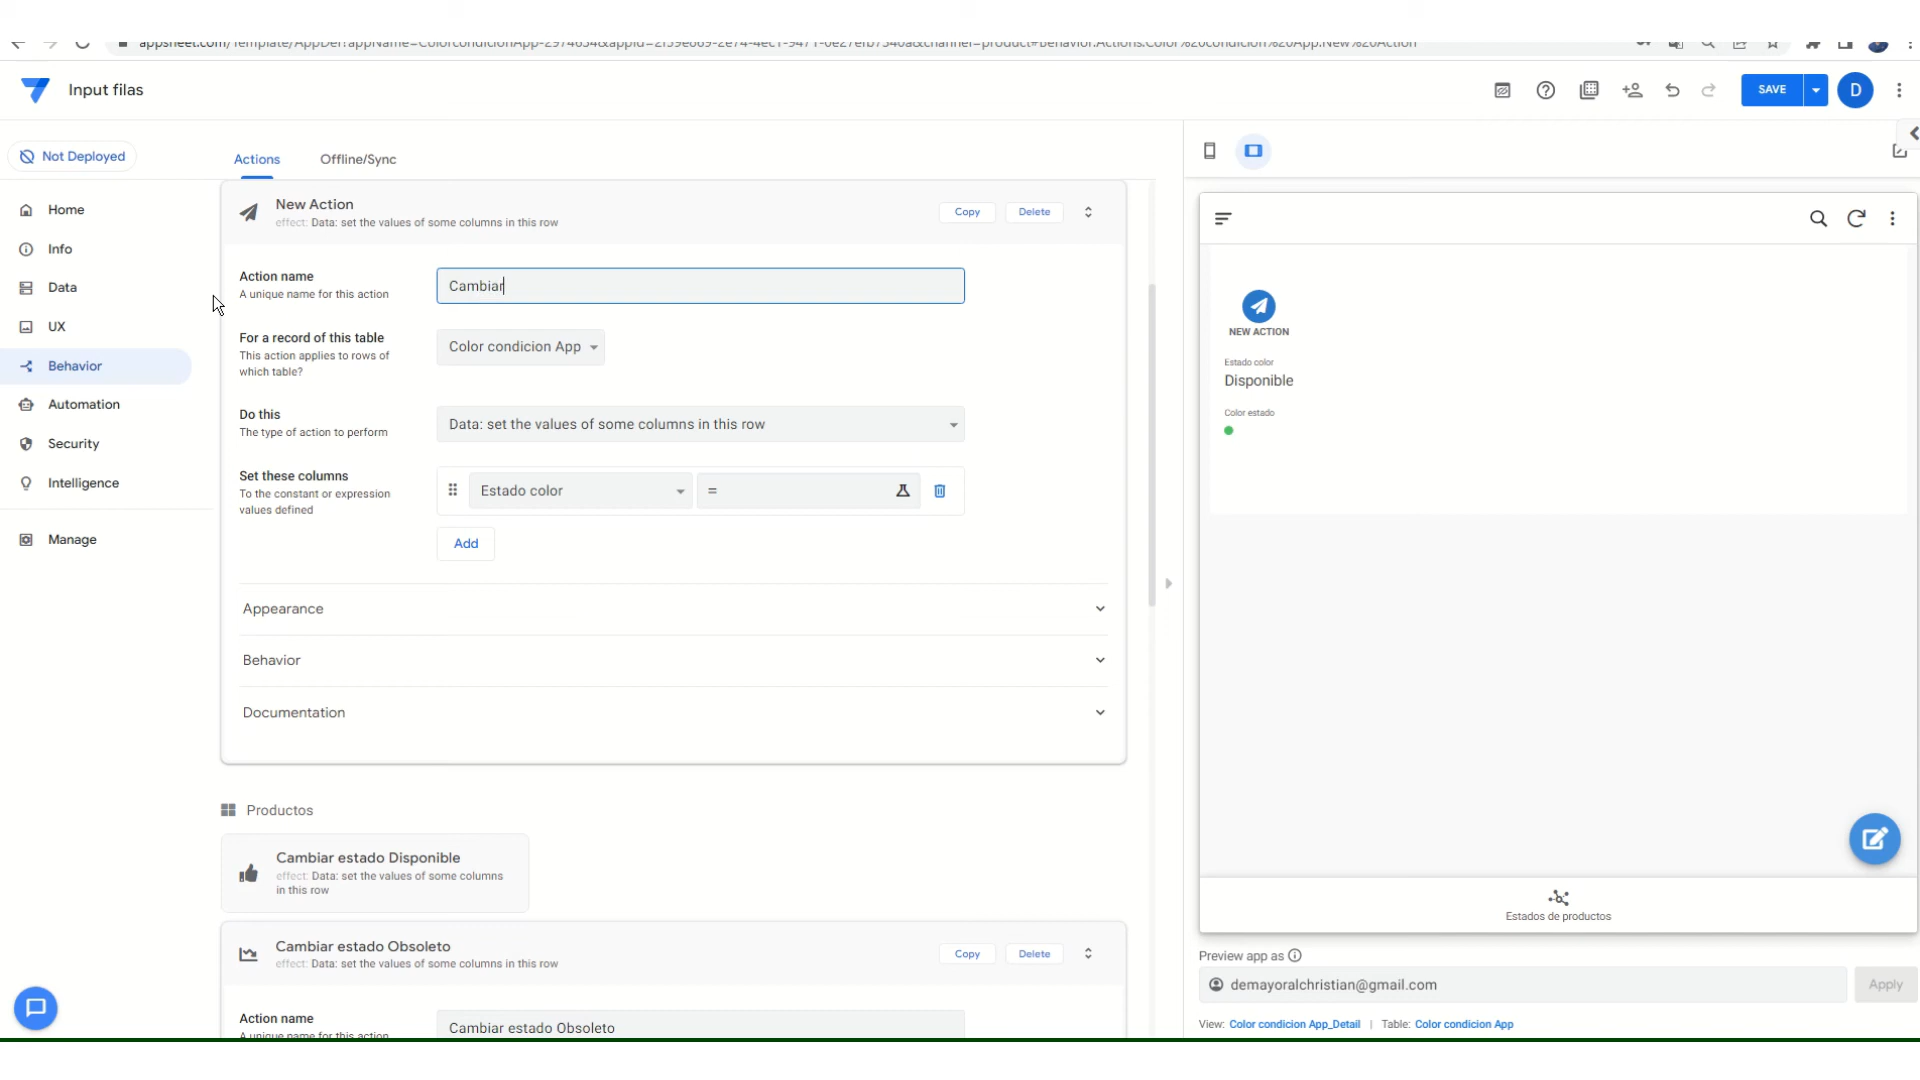 Input filas
SAVE
D
Not Deployed
Actions
Offline/Sync
Home
Info
Data
UX
Behavior
Automation
Security
Intelligence
Manage
New Action
effect: Data: set the values of some columns in this row
Copy
Delete
Action name
A unique name for this action
Cambiar
For a record of this table
This action applies to rows of
which table?
Color condicion App
Do this
The type of action to perform
Data: set the values of some columns in this row
Set these columns
To the constant or expression
values defined
Estado color
=
Add
Appearance
Behavior
Documentation
Productos
Cambiar estado Disponible
effect: Data: set the values of some columns
in this row
Cambiar estado Obsoleto
effect: Data: set the values of some columns in this row
Copy
Delete
Action name
A unique name for this action
Cambiar estado Obsoleto
NEW ACTION
Estado color
Disponible
Color estado
Estados de productos
Preview app as
demayoralchristian@gmail.com
Apply
View: Color condicion App_Detail | Table: Color condicion App